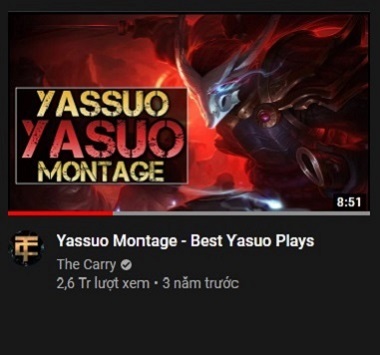 YASSUO
YASUO
MONTAGE
8:51
Yassuo Montage - Best Yasuo Plays
The Carry
2,6 Tr lượt xem • 3 năm trước